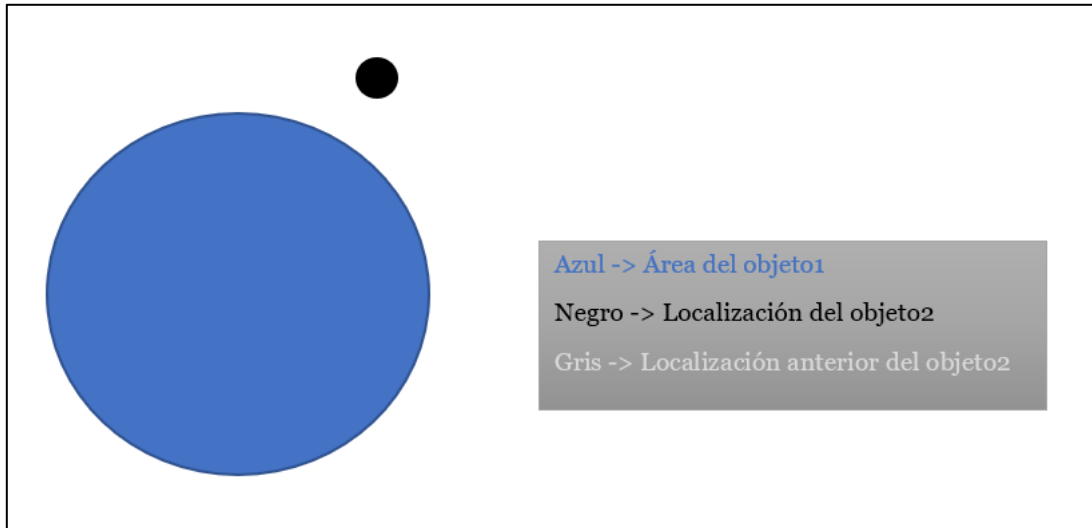 Azul -> Área del objeto1
Negro -> Localización del objeto2
Gris -> Localización anterior del objeto2